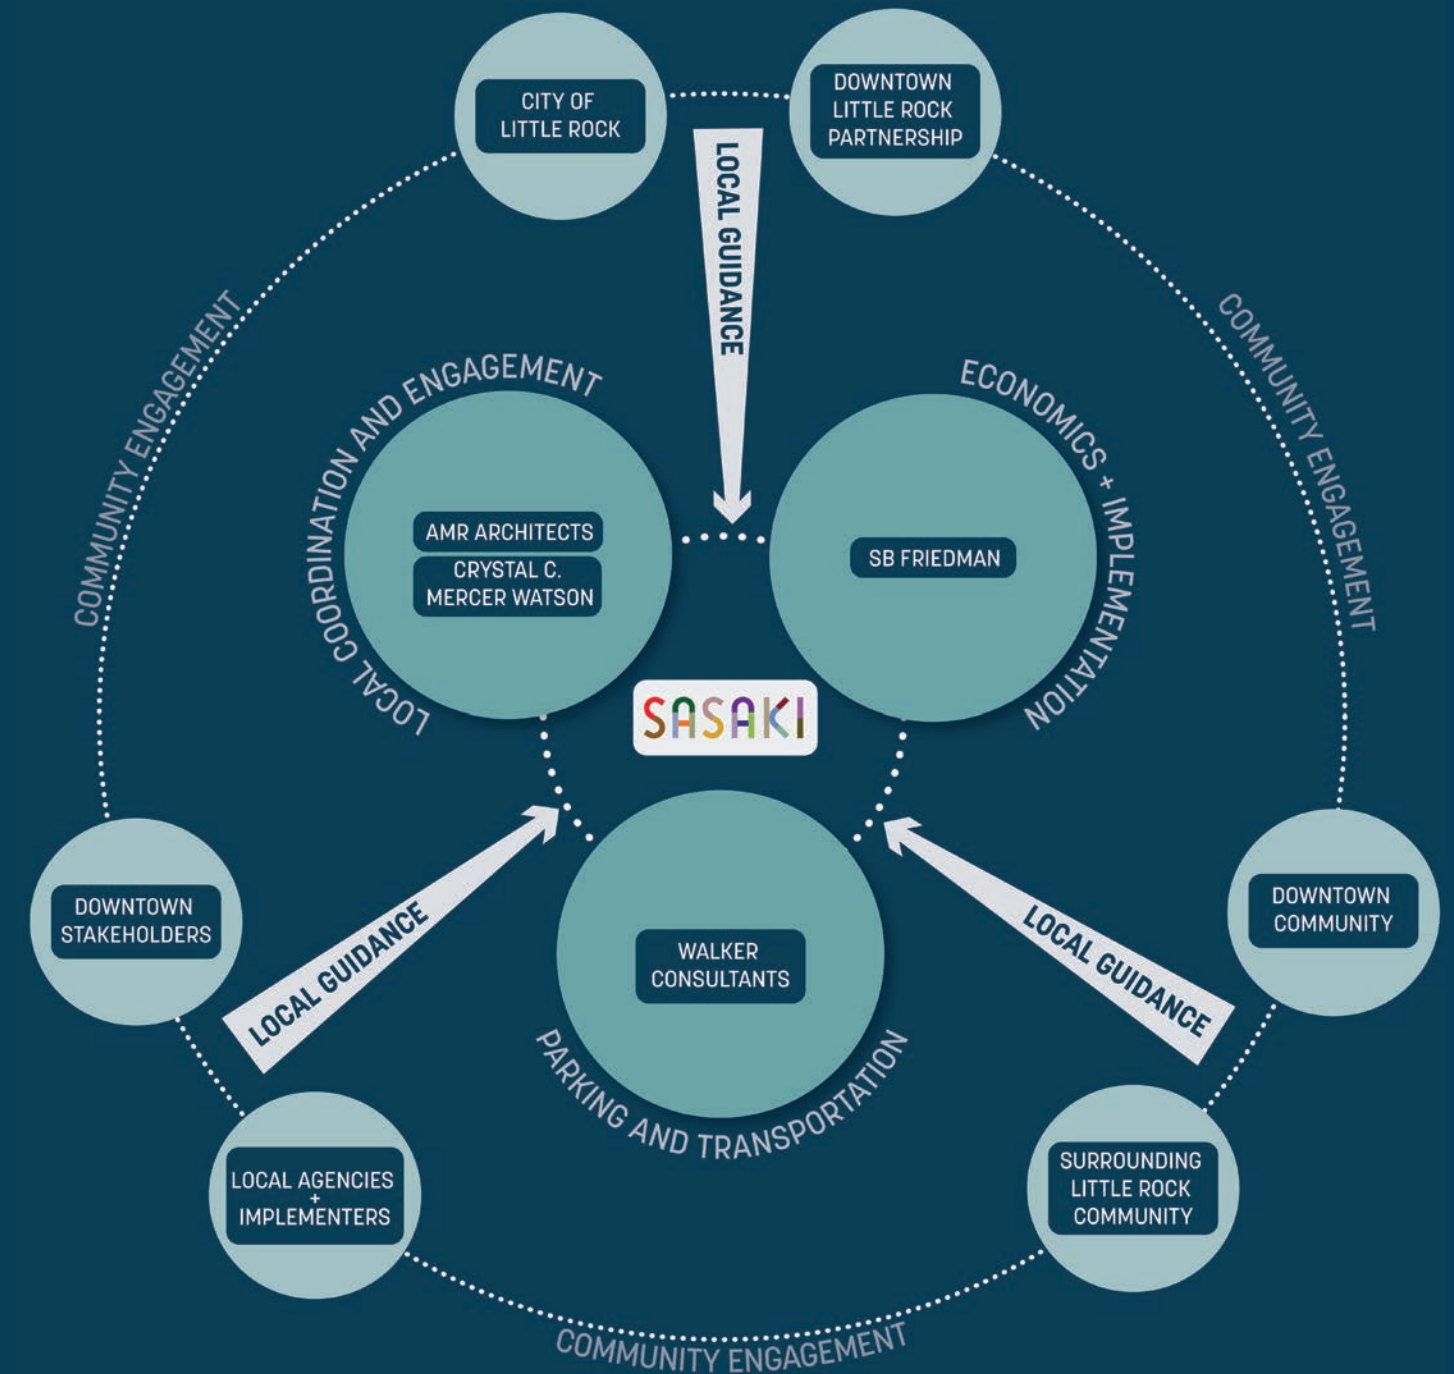 CITY OF
LITTLE ROCK
DOWNTOWN
LITTLE ROCK
PARTNERSHIP
LOCAL GUIDANCE
COMMUNITY ENGAGEMENT
COMMUNITY ENGAGEMENT
LOCAL COORDINATION AND ENGAGEMENT
AMR ARCHITECTS
CRYSTAL C.
MERCER WATSON
ECONOMICS + IMPLEMENTATION
SB FRIEDMAN
SASAKI
DOWNTOWN
STAKEHOLDERS
LOCAL GUIDANCE
WALKER
CONSULTANTS
PARKING AND TRANSPORTATION
LOCAL GUIDANCE
DOWNTOWN
COMMUNITY
LOCAL AGENCIES
+
IMPLEMENTERS
SURROUNDING
LITTLE ROCK
COMMUNITY
COMMUNITY ENGAGEMENT